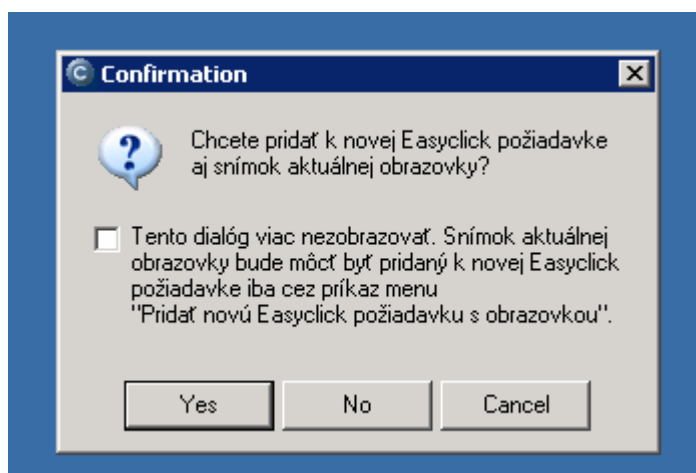 Confirmation
Chcete pridať k novej Easyclick požiadavke
aj snímok aktuálnej obrazovky?
Tento dialóg viac nezobrazovať. Snímok aktuálnej
obrazovky bude môcť byť pridaný k novej Easyclick
požiadavke iba cez príkaz menu
"Pridať novú Easyclick požiadavku s obrazovkou".
Yes No Cancel